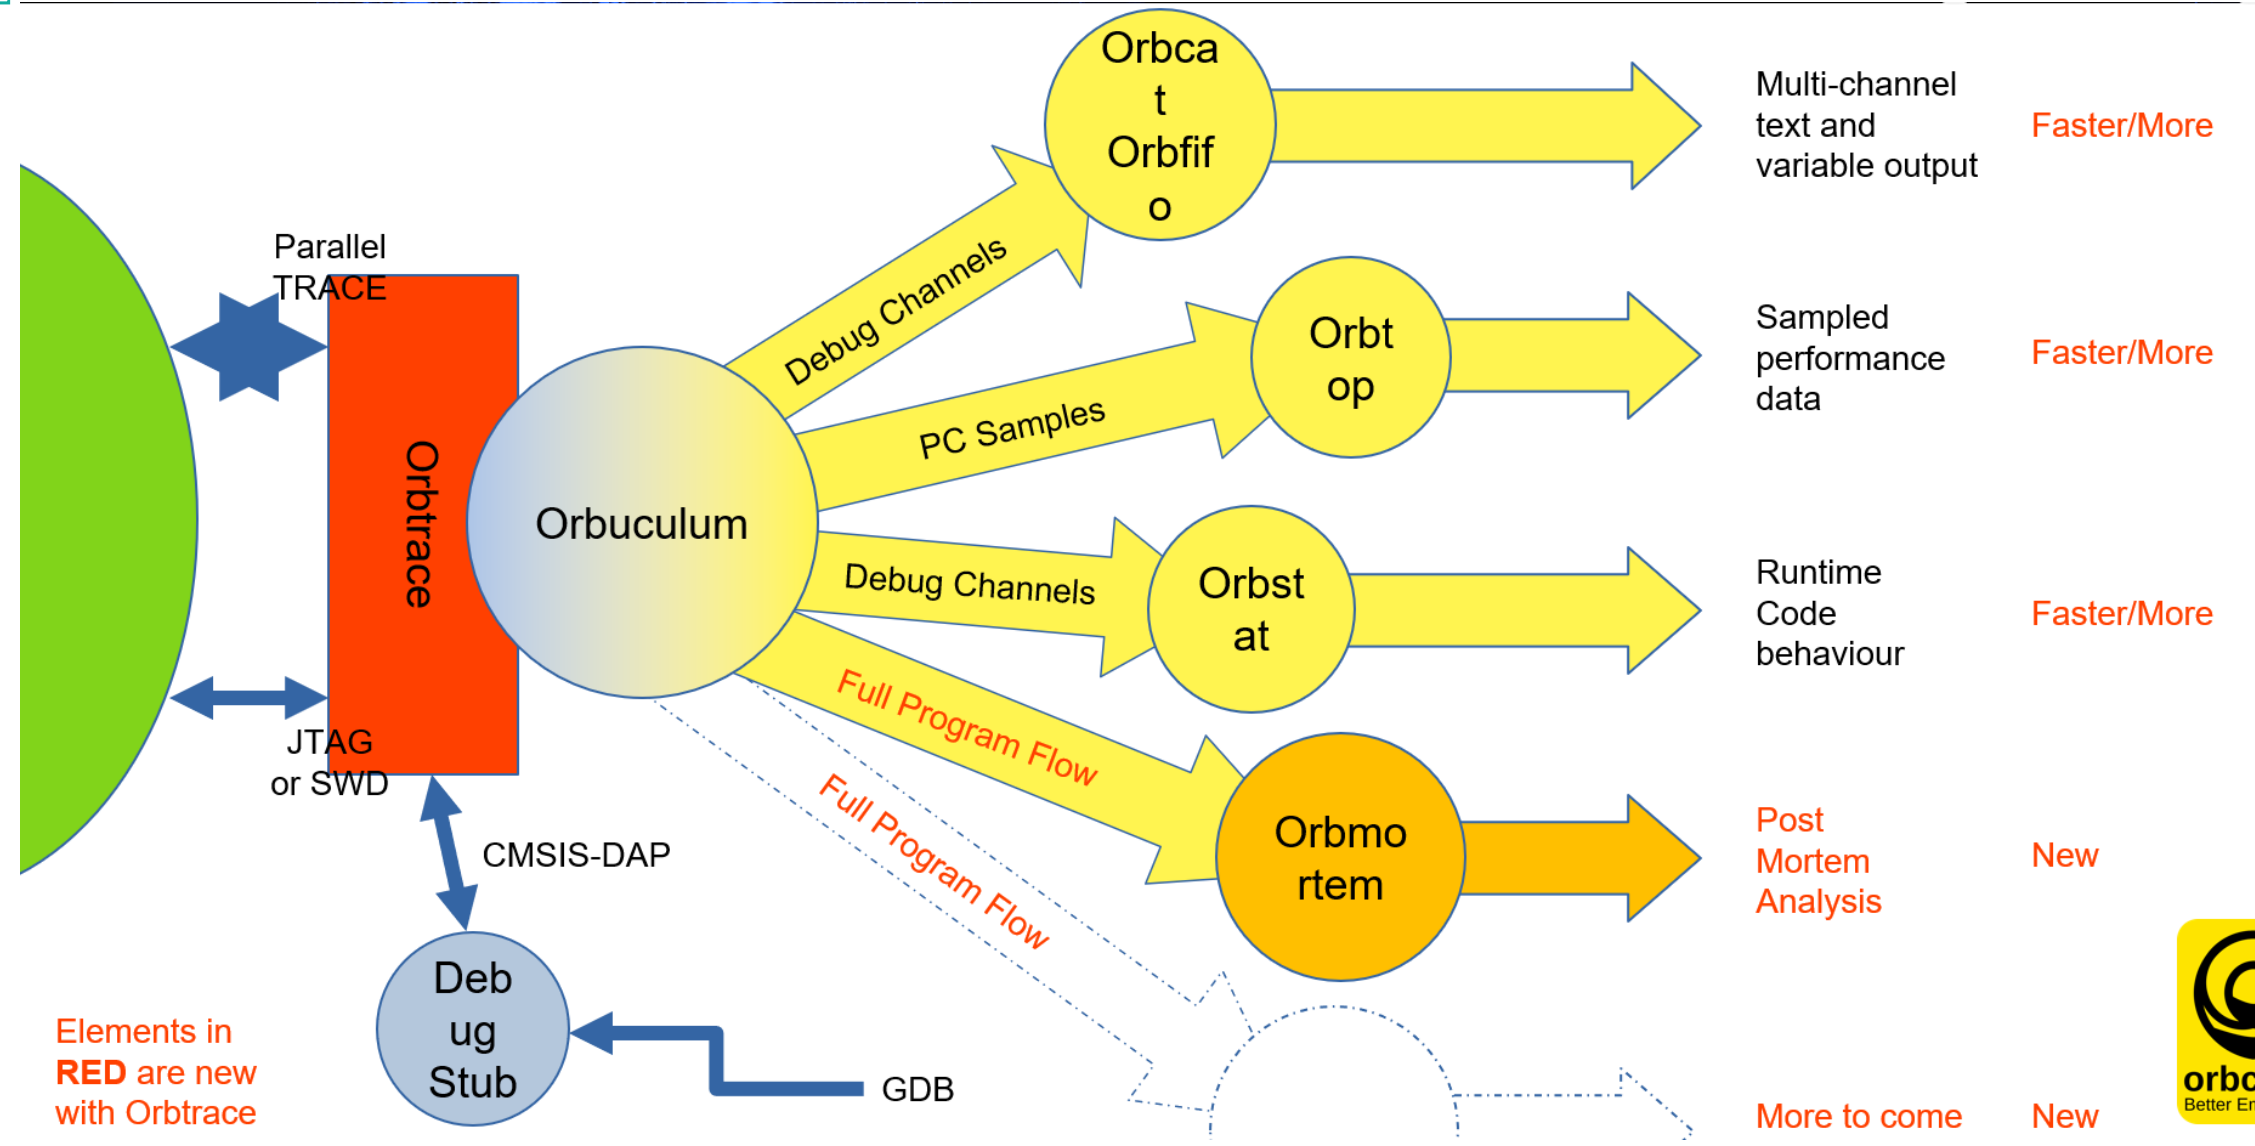 Orbca
t
Orbfif
o
Multi-channel
text and
variable output
Faster/More
Parallel
TRACE
Debug Channels
Orbt
op
Sampled
performance
data
Faster/More
PC Samples
Orbtrace
Orbuculum
Debug Channels
Orbst
at
Runtime
Code
behaviour
Faster/More
Full Program Flow
JTAG
or SWD
Full Program Flow
Orbmo
rtem
Post
Mortem
Analysis
New
CMSIS-DAP
Deb
ug
Stub
GDB
Elements in
RED are new
with Orbtrace
More to come
New
Better